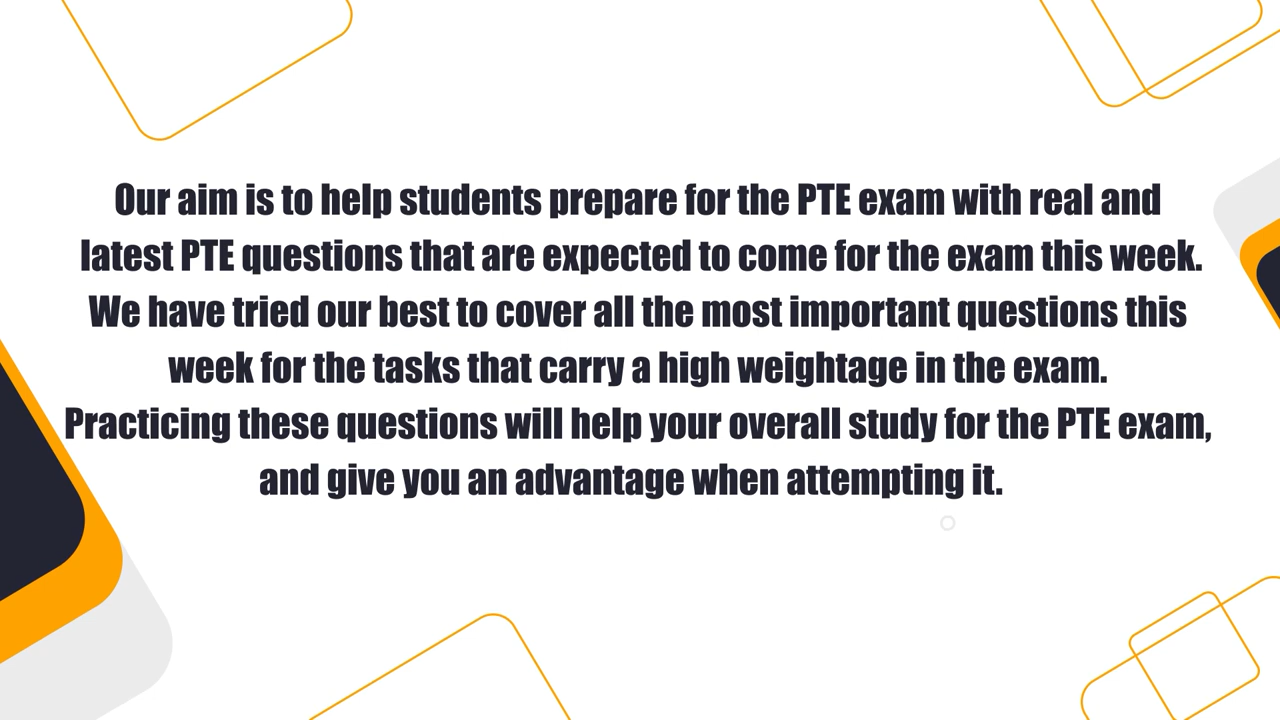 Our aim is to help students prepare for the PTE exam with real and
latest PTE questions that are expected to come for the exam this week.
We have tried our best to cover all the most important questions this
week for the tasks that carry a high weightage in the exam.
Practicing these questions will help your overall study for the PTE exam,
and give you an advantage when attempting it.